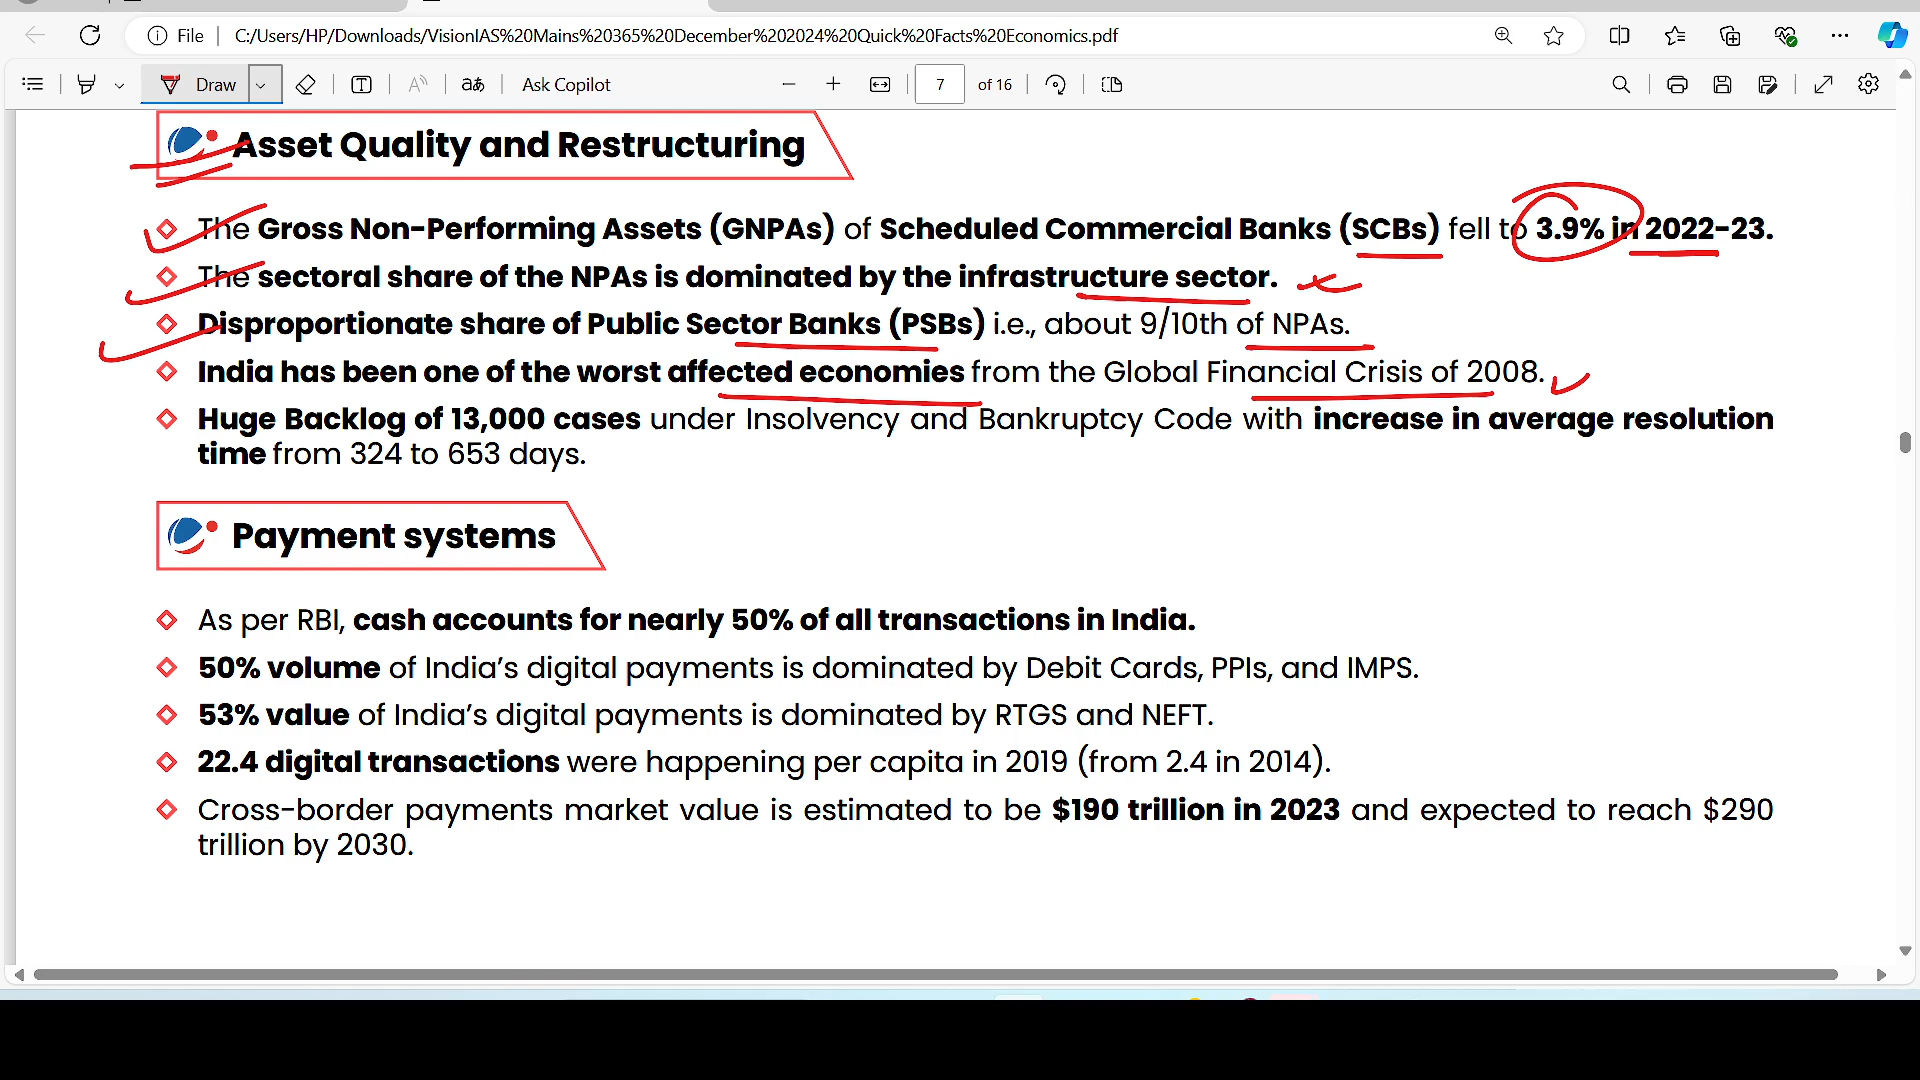 File
C:/Users/HP/Downloads/VisionIAS%20Mains%20365%20December%202024%20Quick%20Facts%20Economics.pdf
Draw
Ask Copilot
7 of 16
Asset Quality and Restructuring
The Gross Non-Performing Assets (GNPAs) of Scheduled Commercial Banks (SCBs) fell to 3.9% in 2022-23.
The sectoral share of the NPAs is dominated by the infrastructure sector.
Disproportionate share of Public Sector Banks (PSBs) i.e., about 9/10th of NPAs.
India has been one of the worst affected economies from the Global Financial Crisis of 2008.
Huge Backlog of 13,000 cases under Insolvency and Bankruptcy Code with increase in average resolution
time from 324 to 653 days.
Payment systems
As per RBI, cash accounts for nearly 50% of all transactions in India.
50% volume of India's digital payments is dominated by Debit Cards, PPIs, and IMPS.
53% value of India's digital payments is dominated by RTGS and NEFT.
22.4 digital transactions were happening per capita in 2019 (from 2.4 in 2014).
Cross-border payments market value is estimated to be $190 trillion in 2023 and expected to reach $290
trillion by 2030.